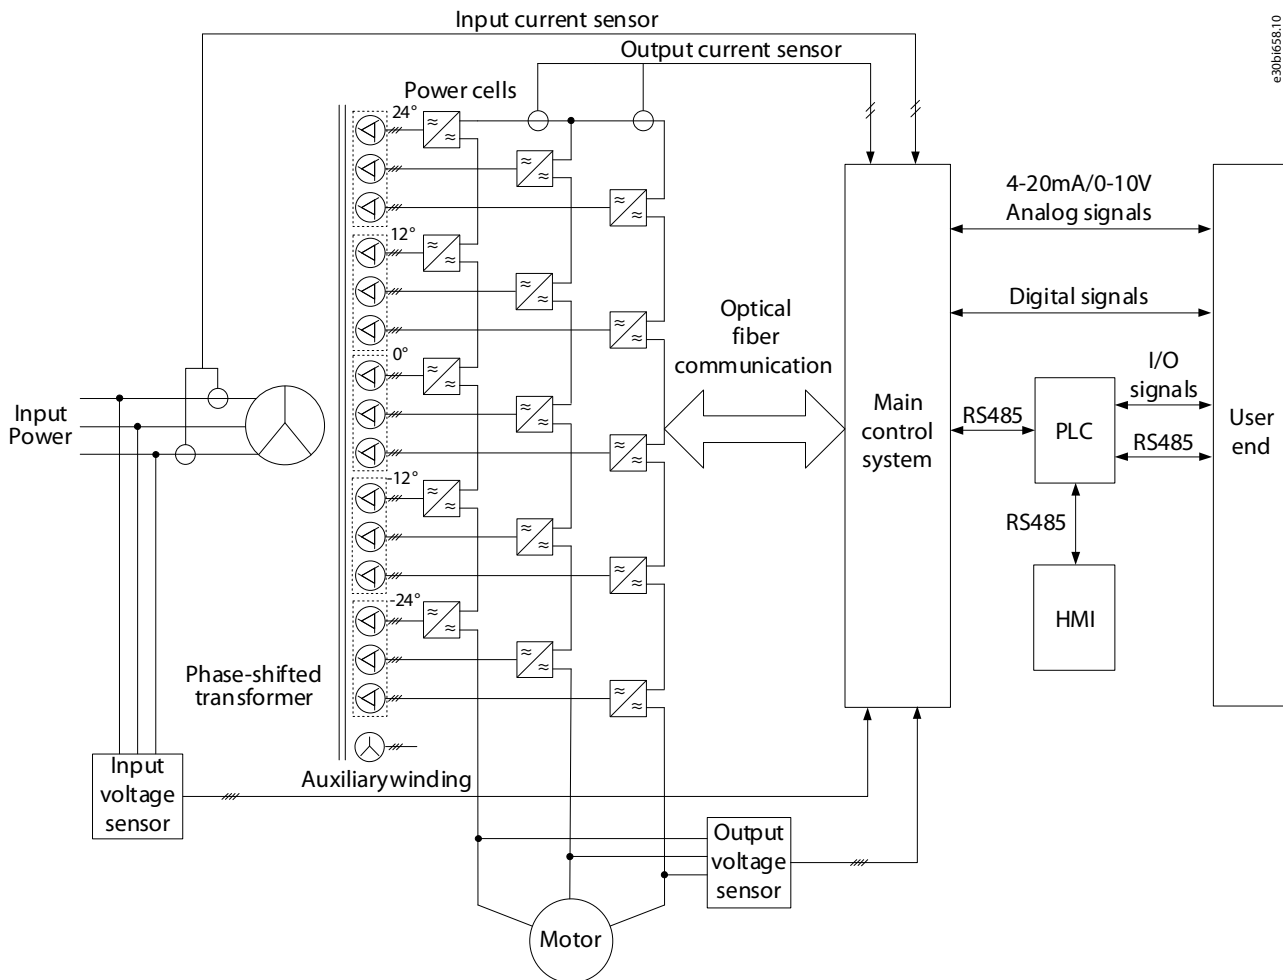 Input current sensor
Output current sensor
e30bi658.10
Power cells
24°
12°
0°
-12°
-24°
4-20mA/0-10V
Analog signals
Digital signals
Optical
fiber
communication
I/O
signals
Input
Power
RS485
PLC
RS485
Main
control
system
User
end
RS485
HMI
Phase-shifted
transformer
Auxiliary winding
Input
voltage
sensor
Output
voltage
sensor
Motor